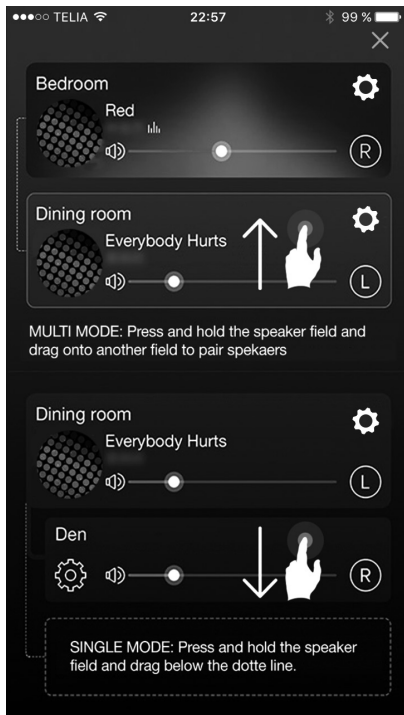 TELIA 22:57 99 %
Bedroom
Red
R
Dining room
Everybody Hurts
L
MULTI MODE: Press and hold the speaker field and
drag onto another field to pair spekaers
Dining room
Everybody Hurts
L
Den
R
SINGLE MODE: Press and hold the speaker
field and drag below the dotte line.